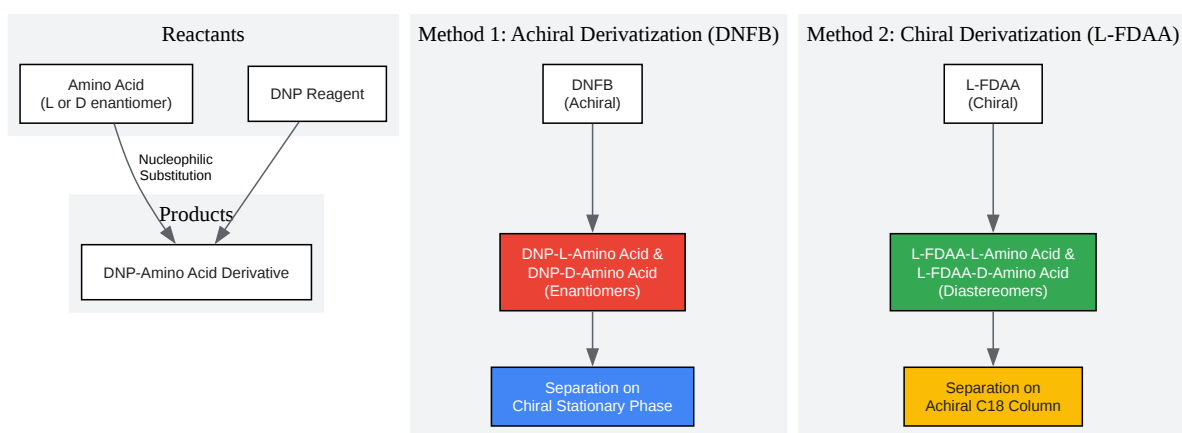 Reactants
Amino Acid
(L or D enantiomer)
DNP Reagent
Nucleophilic
Substitution
Products
DNP-Amino Acid Derivative
Method 1: Achiral Derivatization (DNFB)
DNFB
(Achiral)
DNP-L-Amino Acid &
DNP-D-Amino Acid
(Enantiomers)
Separation on
Chiral Stationary Phase
Method 2: Chiral Derivatization (L-FDAA)
L-FDAA
(Chiral)
L-FDAA-L-Amino Acid &
L-FDAA-D-Amino Acid
(Diastereomers)
Separation on
Achiral C18 Column